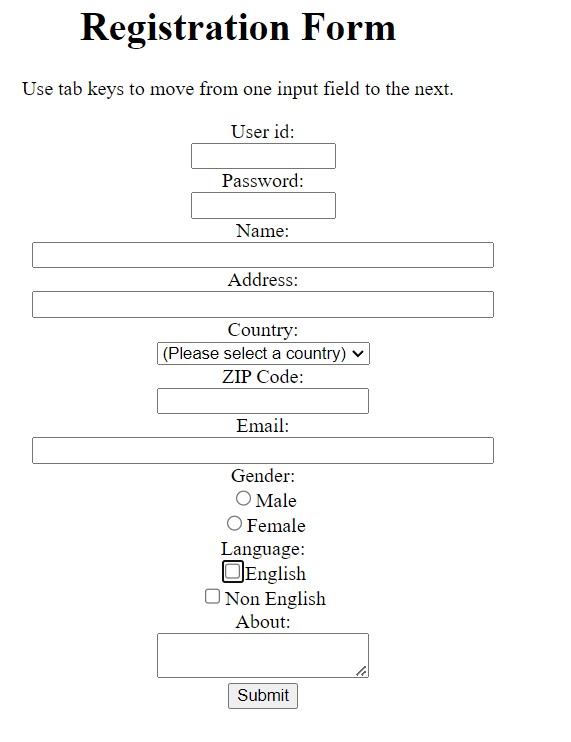 Registration Form
Use tab keys to move from one input field to the next.
User id:
Password:
Name:
Address:
Country:
(Please select a country)
ZIP Code:
Email:
Gender:
Male
Female
Language:
English
Non English
About:
Submit